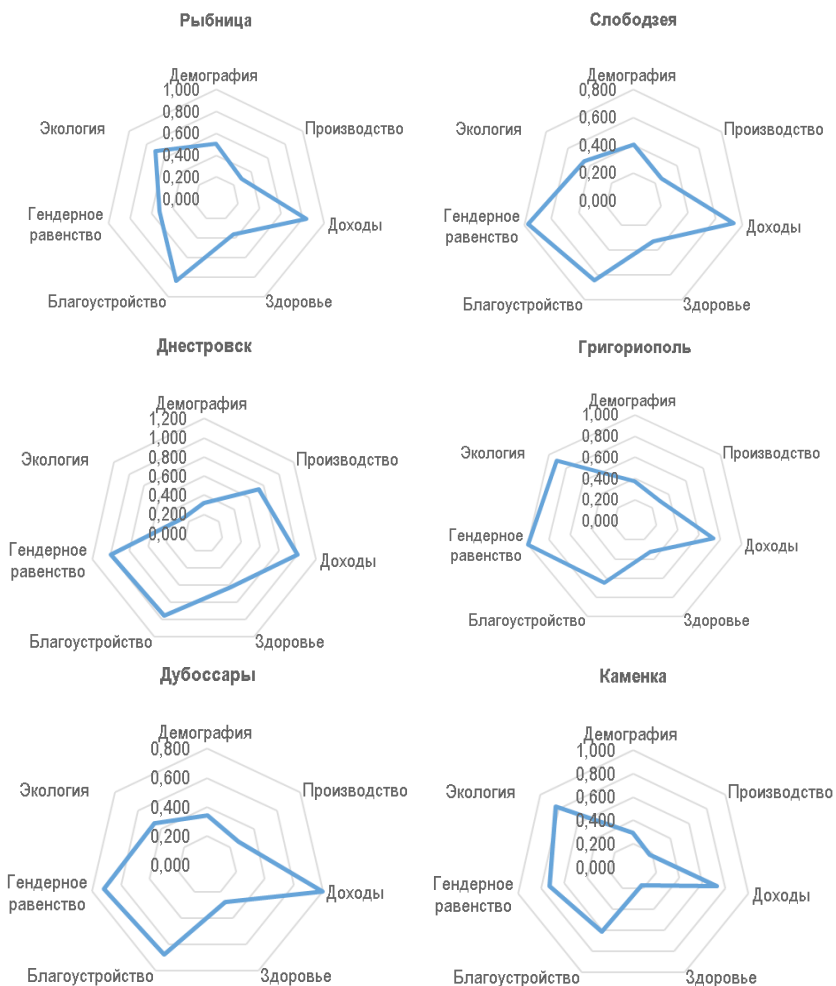 Рыбница
Демография
1,000
0,800
0,600
0,400
0,200
0,000
Производство
Доходы
Здоровье
Благоустройство
Гендерное
равенство
Экология
Слободзея
Демография
0,800
0,600
0,400
0,200
0,000
Производство
Доходы
Здоровье
Благоустройство
Гендерное
равенство
Экология
Днестровск
Демография
1,200
1,000
0,800
0,600
0,400
0,200
0,000
Производство
Доходы
Здоровье
Благоустройство
Гендерное
равенство
Экология
Григориополь
Демография
1,000
0,800
0,600
0,400
0,200
0,000
Производство
Доходы
Здоровье
Благоустройство
Гендерное
равенство
Экология
Дубоссары
Демография
0,800
0,600
0,400
0,200
0,000
Производство
Доходы
Здоровье
Благоустройство
Гендерное
равенство
Экология
Каменка
Демография
1,000
0,800
0,600
0,400
0,200
0,000
Производство
Доходы
Здоровье
Благоустройство
Гендерное
равенство
Экология